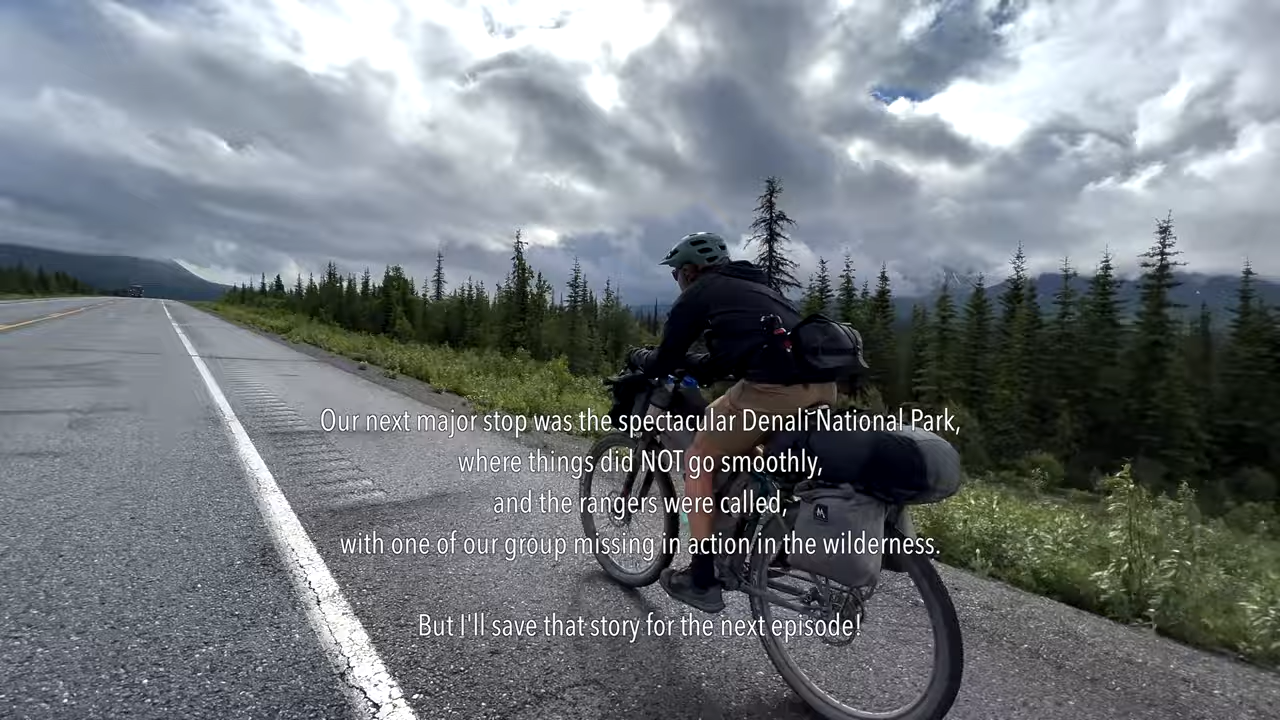 Our next major stop was the spectacular Denali National Park,
where things did NOT go smoothly,
and the rangers were called,
with one of our group missing in action in the wilderness.
But I'll save that story for the next episode!